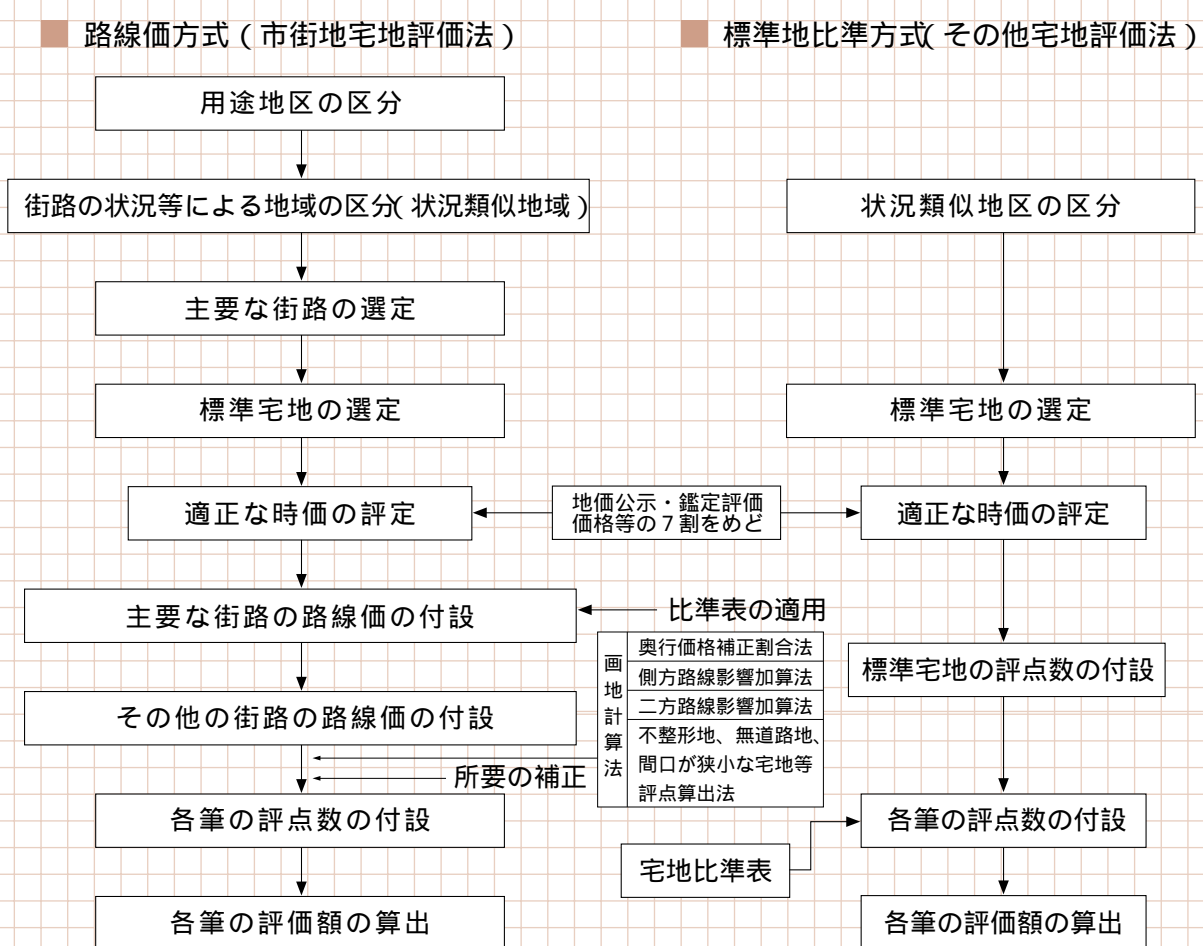 路線価方式（市街地宅地評価法）
用途地区の区分
街路の状況等による地域の区分（状況類似地域）
主要な街路の選定
標準宅地の選定
適正な時価の評定
主要な街路の路線価の付設
その他の街路の路線価の付設
所要の補正
各筆の評点数の付設
各筆の評価額の算出
地価公示・鑑定評価
価格等の７割をめど
比準表の適用
画地計算法
奥行価格補正割合法
側方路線影響加算法
二方路線影響加算法
不整形地、無道路地、
間口が狭小な宅地等
評点算出法
標準地比準方式（その他宅地評価法）
状況類似地区の区分
標準宅地の選定
適正な時価の評定
標準宅地の評点数の付設
宅地比準表
各筆の評点数の付設
各筆の評価額の算出